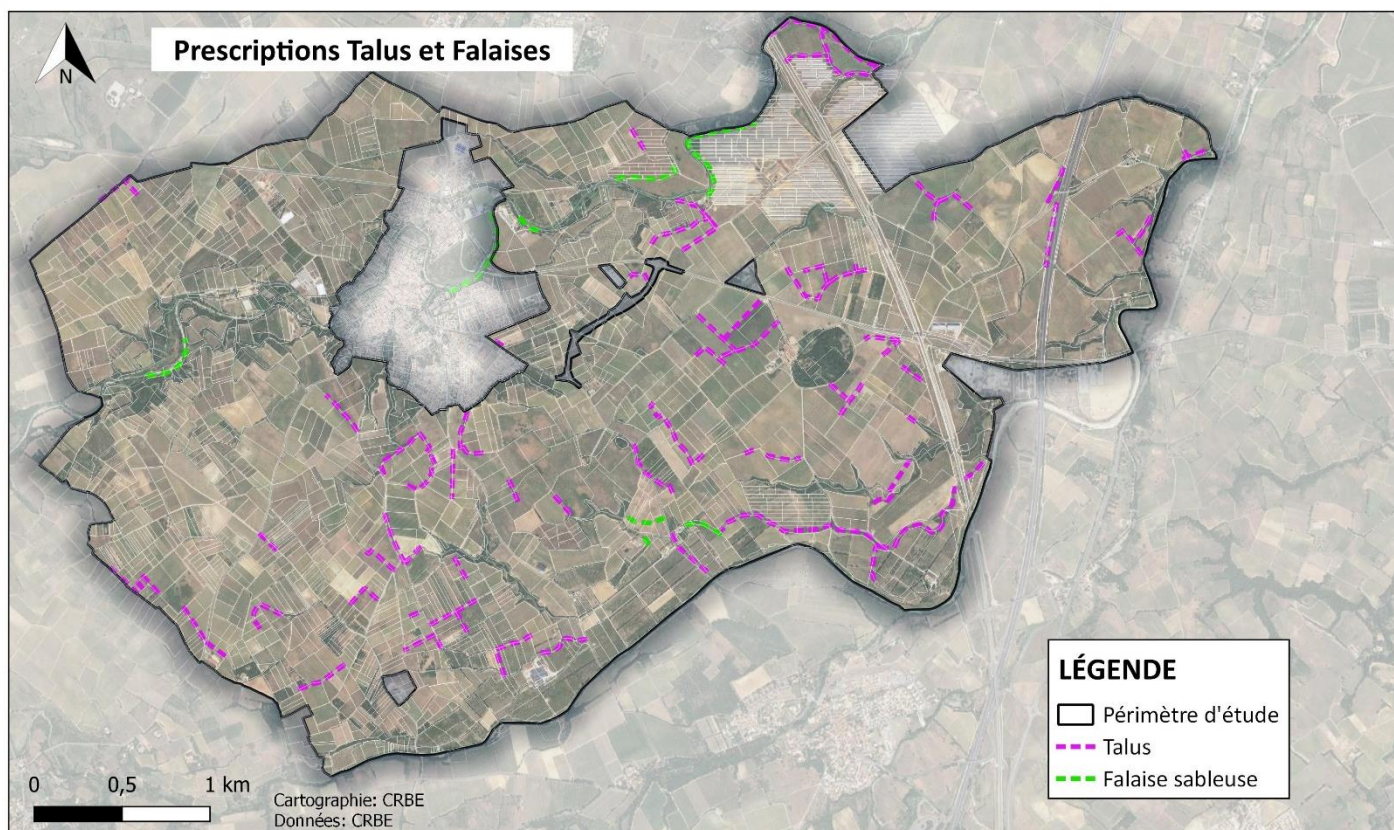 Prescriptions Talus et Falaises
N
LÉGENDE
Périmètre d'étude
Talus
Falaise sableuse
0 0,5 1 km
Cartographie: CRBE
Données: CRBE